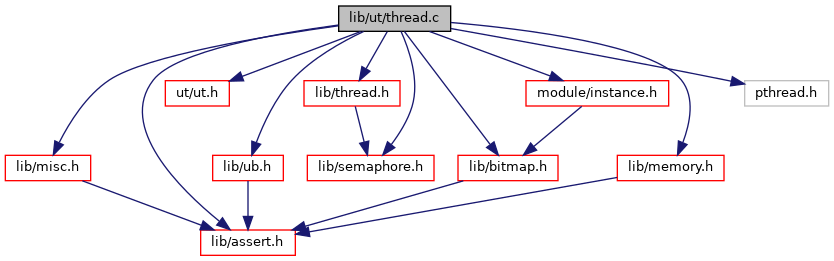 lib/ut/thread.c
ut/ut.h
lib/thread.h
module/instance.h
pthread.h
lib/misc.h
lib/ub.h
lib/semaphore.h
lib/bitmap.h
lib/memory.h
lib/assert.h